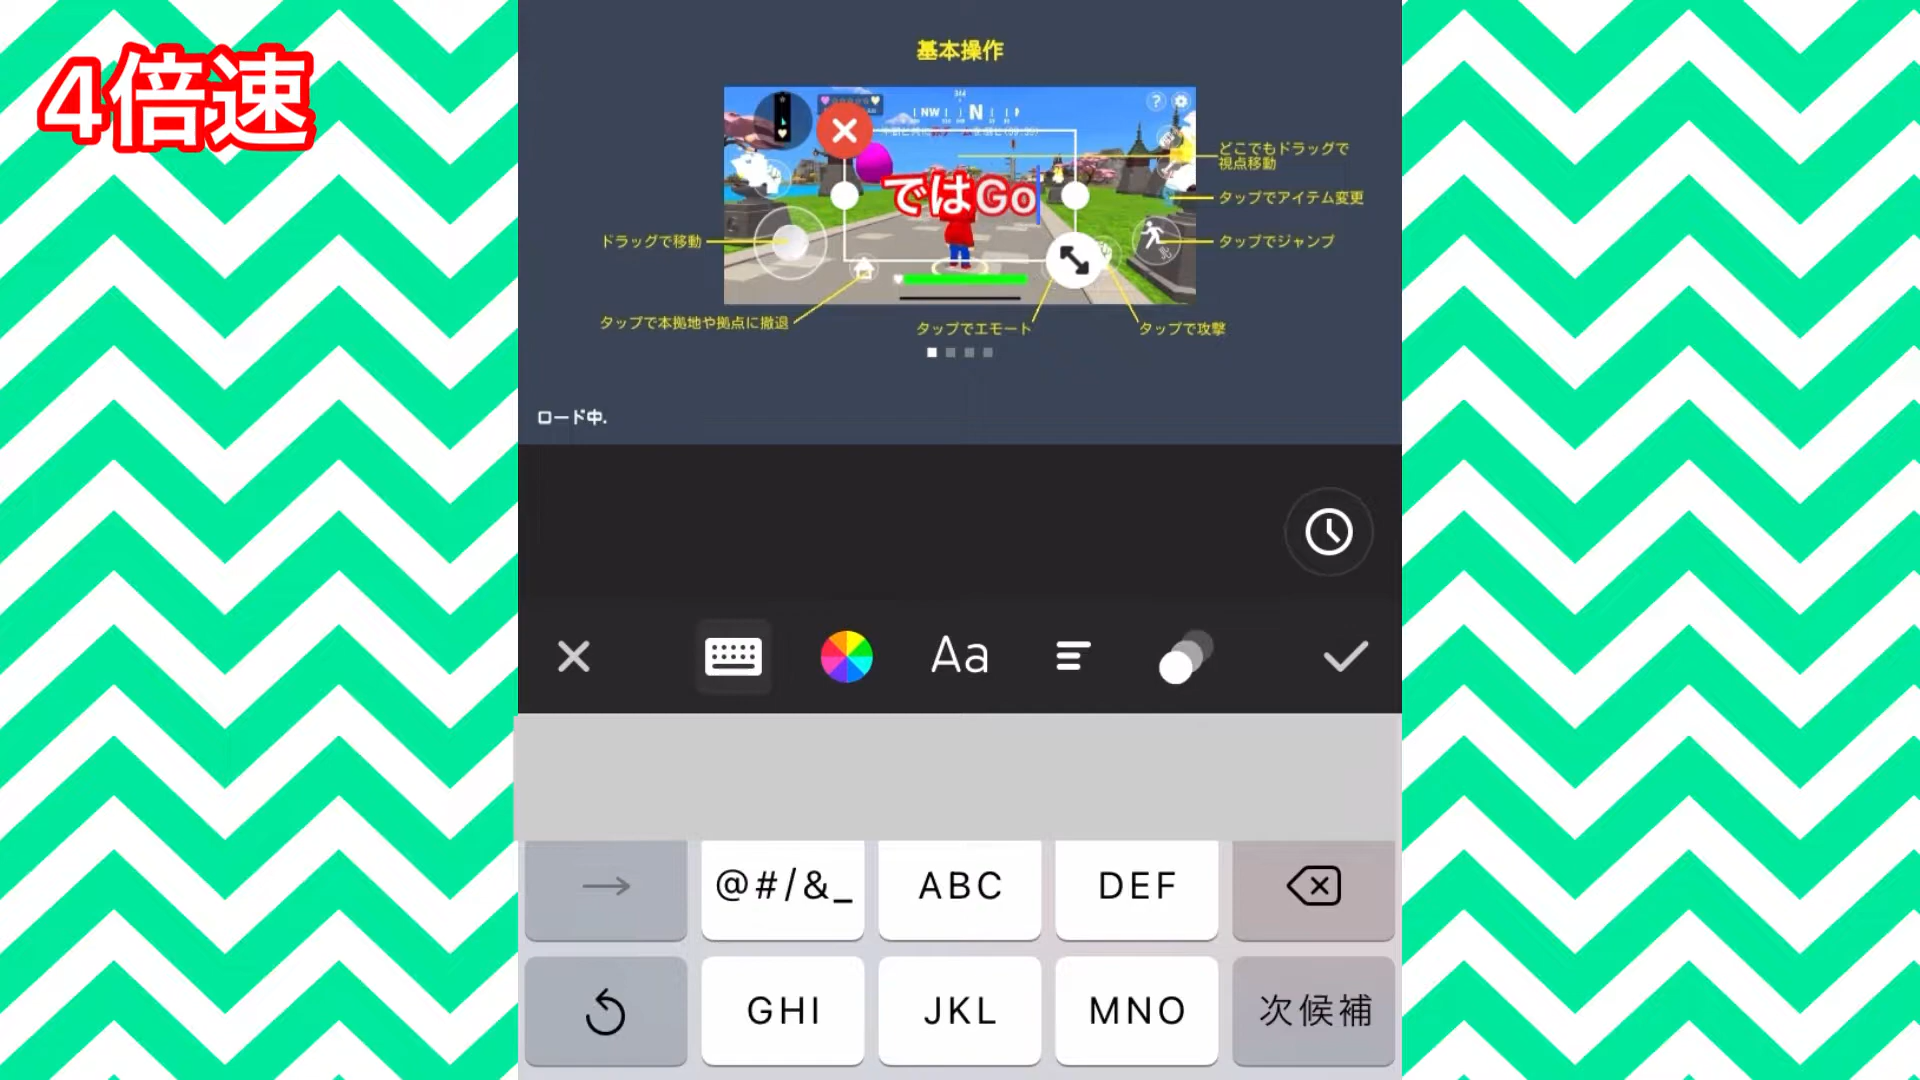 4倍速
基本操作
346
NW N
?
ではGo
どこでもドラッグで
視点移動
タップでアイテム変更
ドラッグで移動
タップでジャンプ
タップで本拠地や拠点に撤退
タップでエモート
タップで攻撃
ロード中.
Aa
→ @#/&_ ABC DEF
GHI JKL MNO 次候補